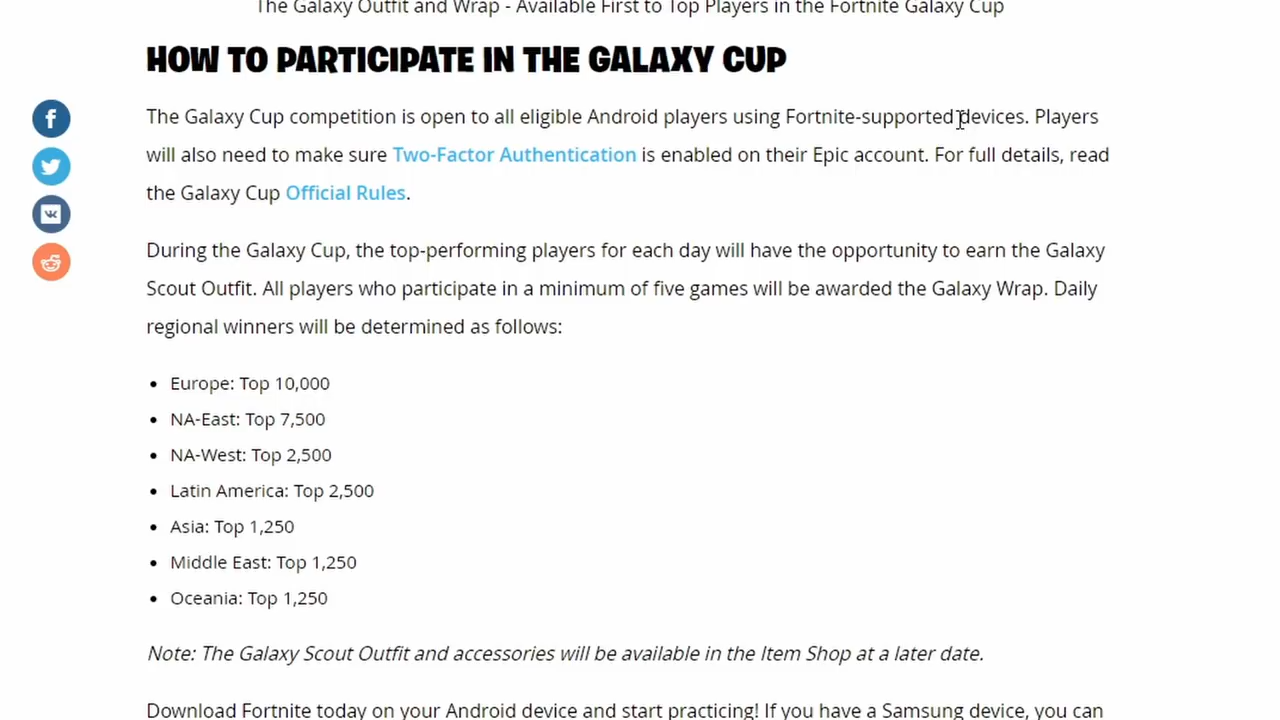 The Galaxy Outfit and Wrap - Available First to Top Players in the Fortnite Galaxy Cup
HOW TO PARTICIPATE IN THE GALAXY CUP
The Galaxy Cup competition is open to all eligible Android players using Fortnite-supported devices. Players
will also need to make sure Two-Factor Authentication is enabled on their Epic account. For full details, read
the Galaxy Cup Official Rules.
During the Galaxy Cup, the top-performing players for each day will have the opportunity to earn the Galaxy
Scout Outfit. All players who participate in a minimum of five games will be awarded the Galaxy Wrap. Daily
regional winners will be determined as follows:
• Europe: Top 10,000
• NA-East: Top 7,500
• NA-West: Top 2,500
• Latin America: Top 2,500
• Asia: Top 1,250
• Middle East: Top 1,250
• Oceania: Top 1,250
Note: The Galaxy Scout Outfit and accessories will be available in the Item Shop at a later date.
Download Fortnite today on your Android device and start practicing! If you have a Samsung device, you can